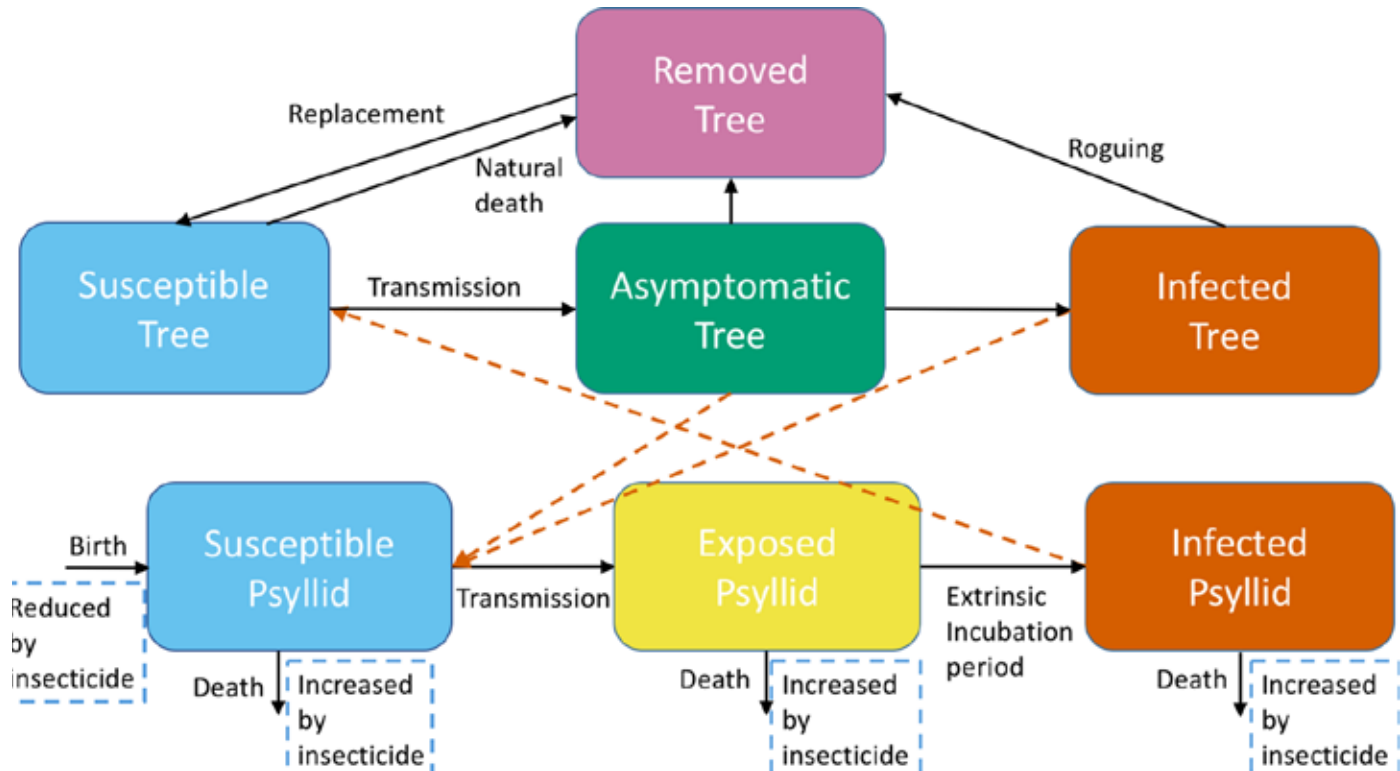 Removed
Tree
Replacement
Roguing
Natural
death
Susceptible
Tree
Transmission
Asymptomatic
Tree
Infected
Tree
Birth
Susceptible
Psyllid
Transmission
Exposed
Psyllid
Extrinsic
Incubation
period
Infected
Psyllid
Reduced
by
insecticide
Death
Increased
by
insecticide
Death
Increased
by
insecticide
Death
Increased
by
insecticide